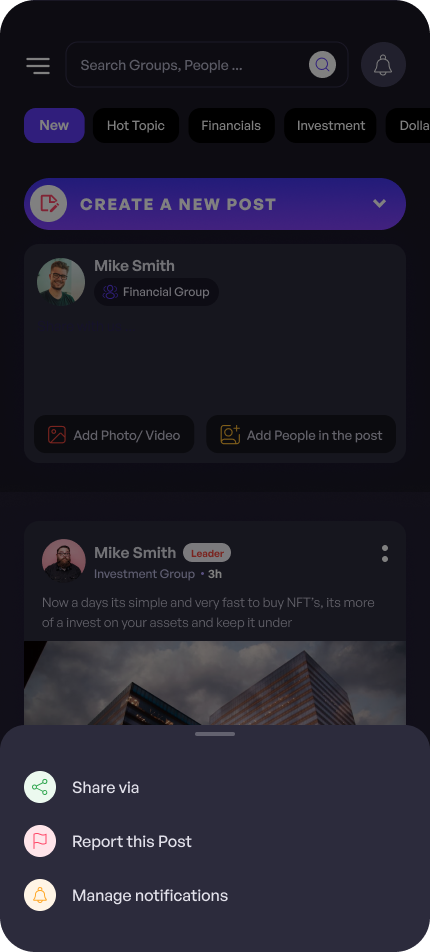 Search Groups, People ...
New
Hot Topic
Financials
Investment
Dolla
CREATE A NEW POST
Mike Smith
Financial Group
Add Photo/ Video
Add People in the post
Mike Smith
Leader
Investment Group • 3h
Now a days its simple and very fast to buy NFT’s, its more
of a invest on your assets and keep it under
Share via
Report this Post
Manage notifications